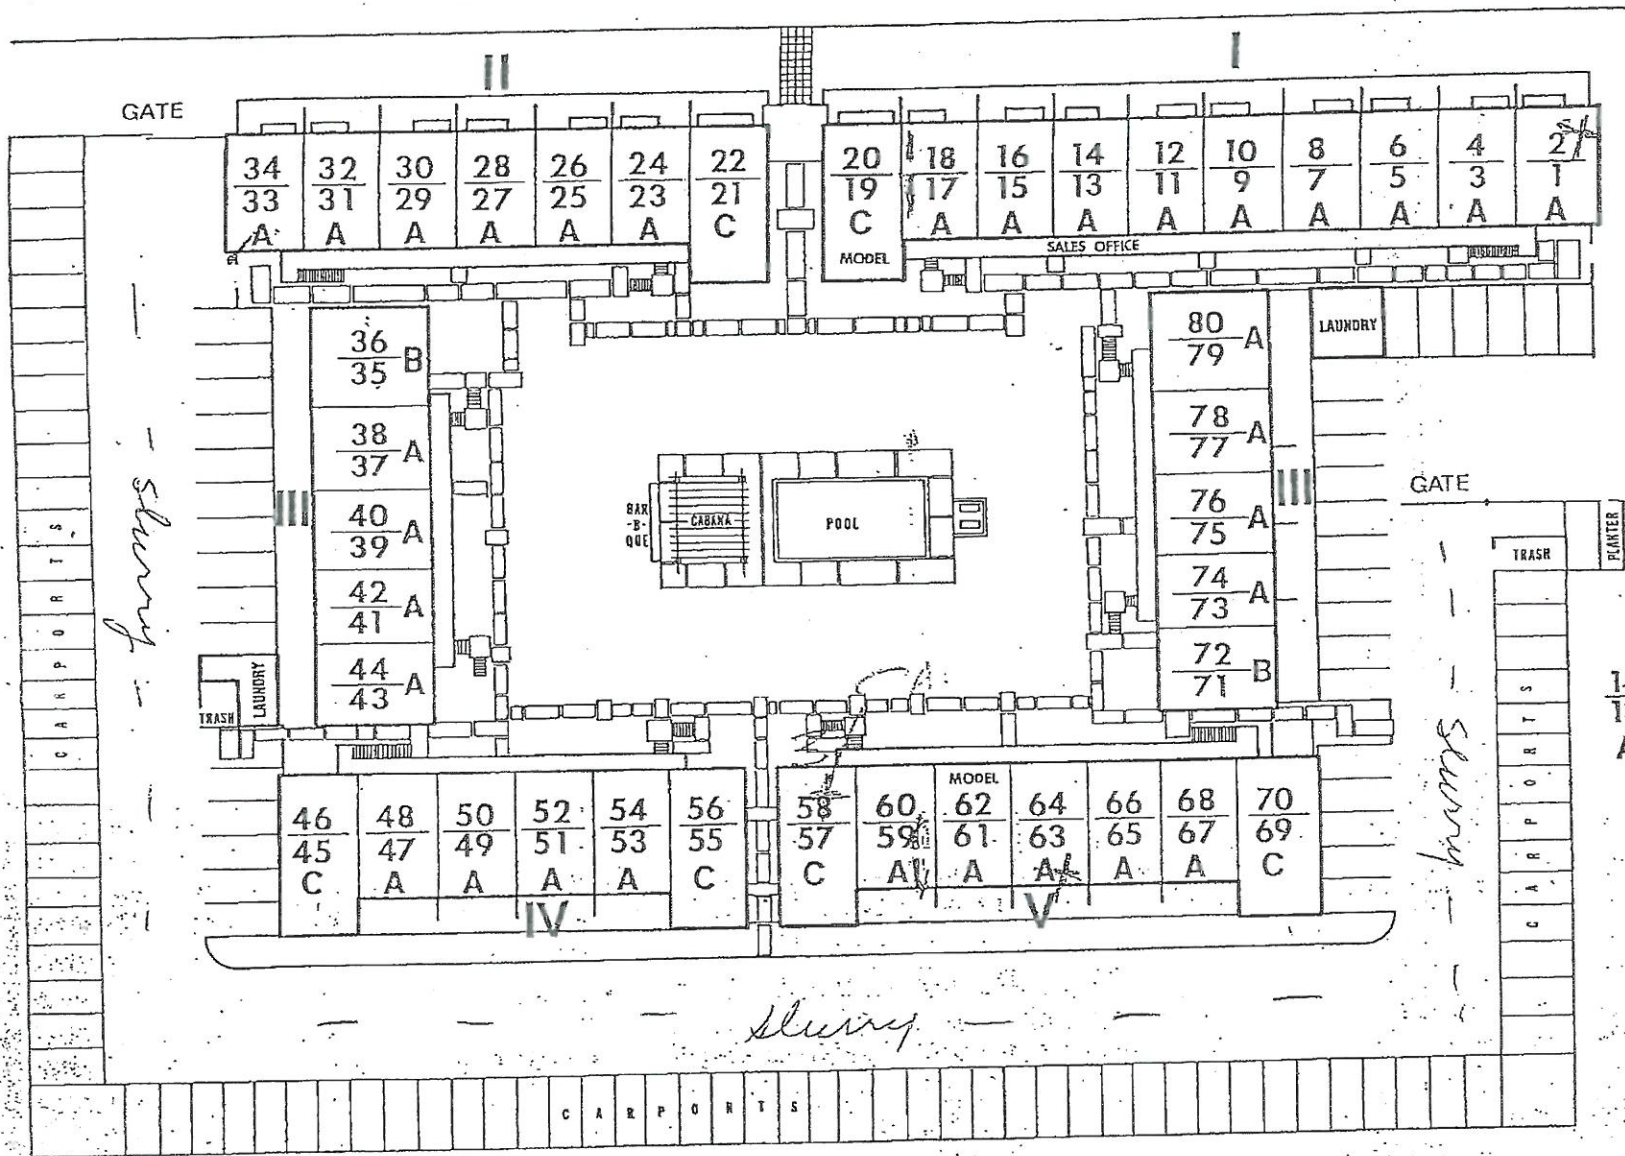 II
I
GATE
34 32 30 28 26 24 22 20 18 16 14 12 10 8 6 4 2
33 31 29 27 25 23 21 19 17 15 13 11 9 7 5 3 1
A A A A A A C C A A A A A A A A A
MODEL
SALES OFFICE
36
35 B
80
79 A
LAUNDRY
38
37 A
78
77 A
III
40
39 A
BAR
-B-
QUE
CABANA
POOL
76
75 A
III
GATE
TRASH
PLANTER
42
41 A
74
73 A
44
43 A
72
71 B
TRASH
LAUNDRY
CARPORTS
slurry
slurry
CARPORTS
MODEL
46 48 50 52 54 56 58 60 62 64 66 68 70
45 47 49 51 53 55 57 59 61 63 65 67 69
C A A A A C C A A A A A C
IV
V
slurry
CARPORTS